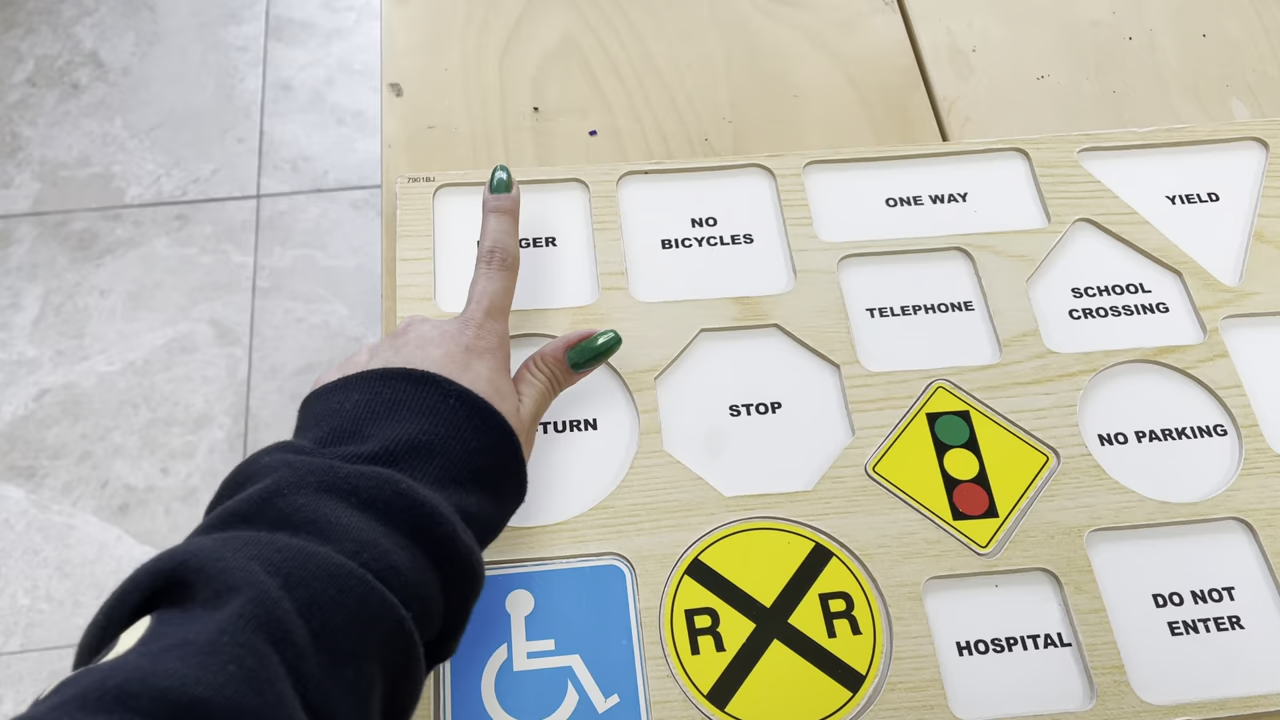 7901BJ
GER
NO
BICYCLES
ONE WAY
YIELD
TELEPHONE
SCHOOL
CROSSING
TURN
STOP
NO PARKING
R R
HOSPITAL
DO NOT
ENTER